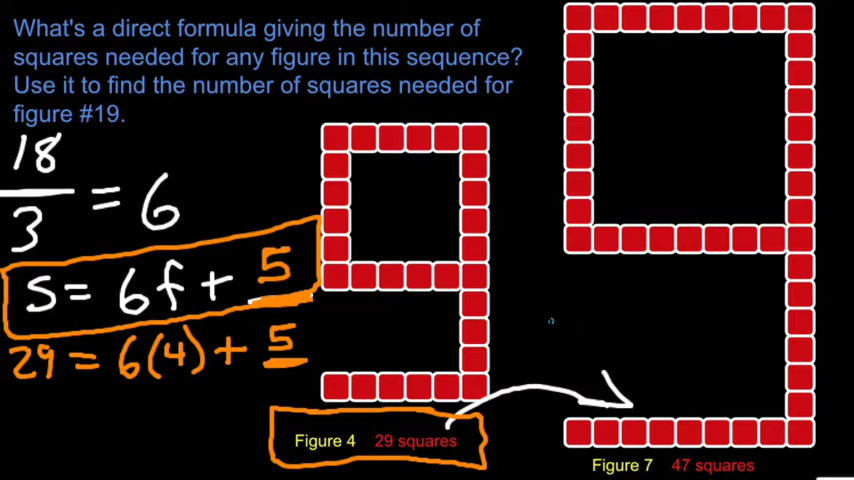 What's a direct formula giving the number of
squares needed for any figure in this sequence?
Use it to find the number of squares needed for
figure #19.
18
3
= 6
s = 6f + 5
29 = 6(4) + 5
Figure 4 29 squares
Figure 7 47 squares